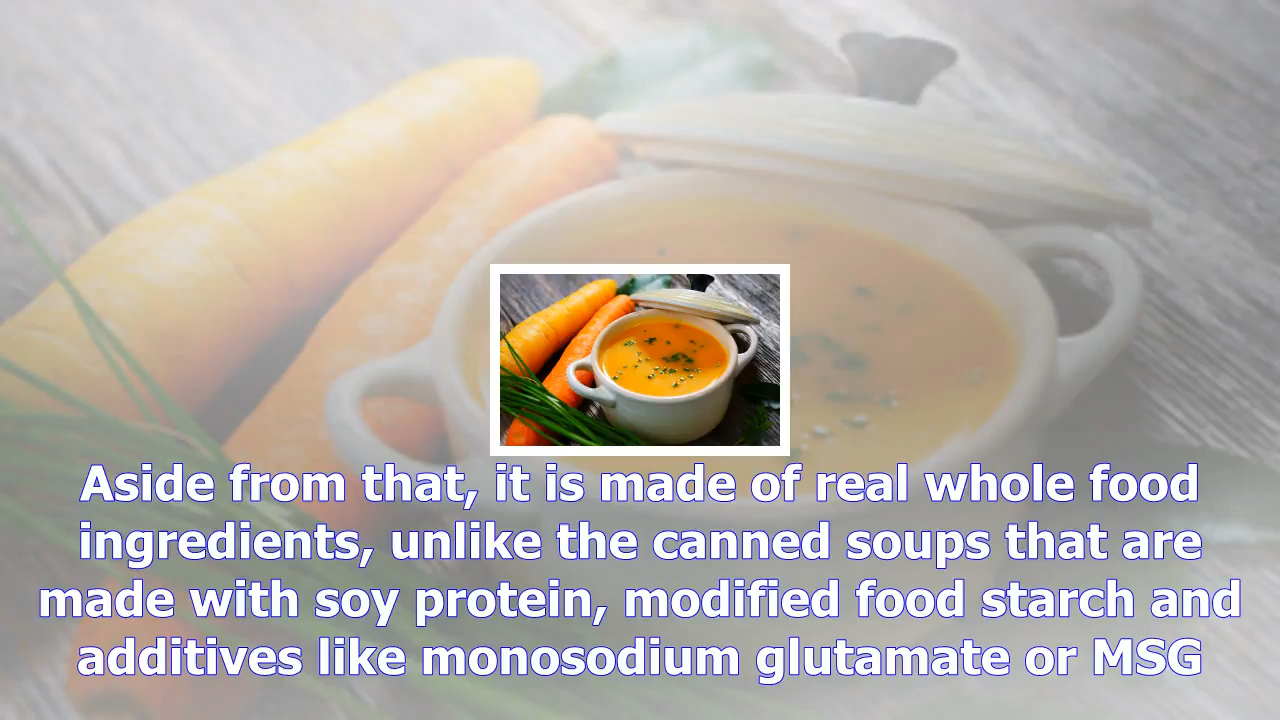 Aside from that, it is made of real whole food
ingredients, unlike the canned soups that are
made with soy protein, modified food starch and
additives like monosodium glutamate or MSG